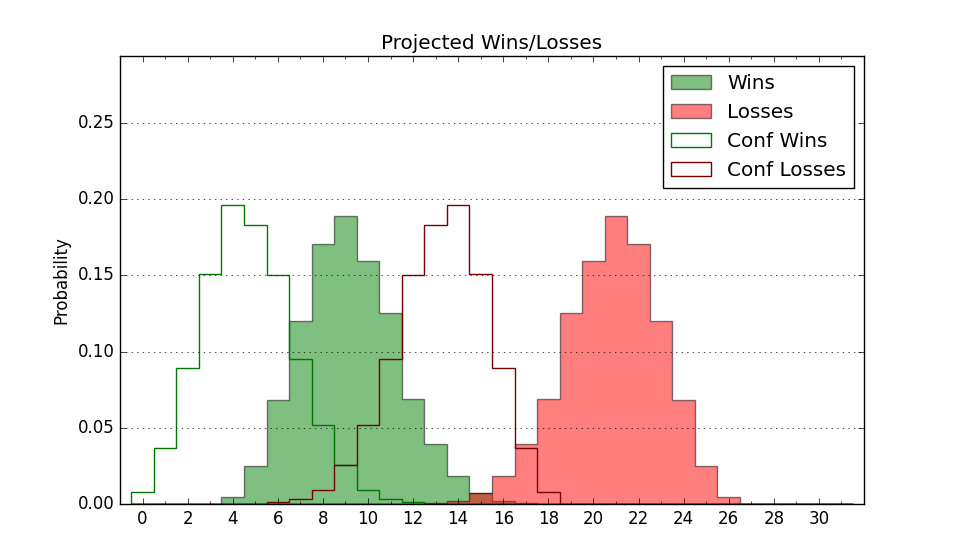 Projected Wins/Losses
Wins
Losses
Conf Wins
Conf Losses
Probability
0.25
0.20
0.15
0.10
0.05
0.00
0 2 4 6 8 10 12 14 16 18 20 22 24 26 28 30